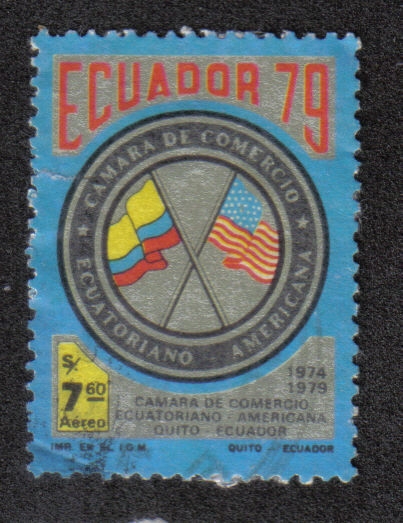 ECUADOR 79
CAMARA DE COMERCIO
ECUATORIANO - AMERICANA
S/.
7.60
Aéreo
1974
1979
CAMARA DE COMERCIO
ECUATORIANO - AMERICANA
QUITO - ECUADOR
IMP. EN EL I.G.M. QUITO - ECUADOR